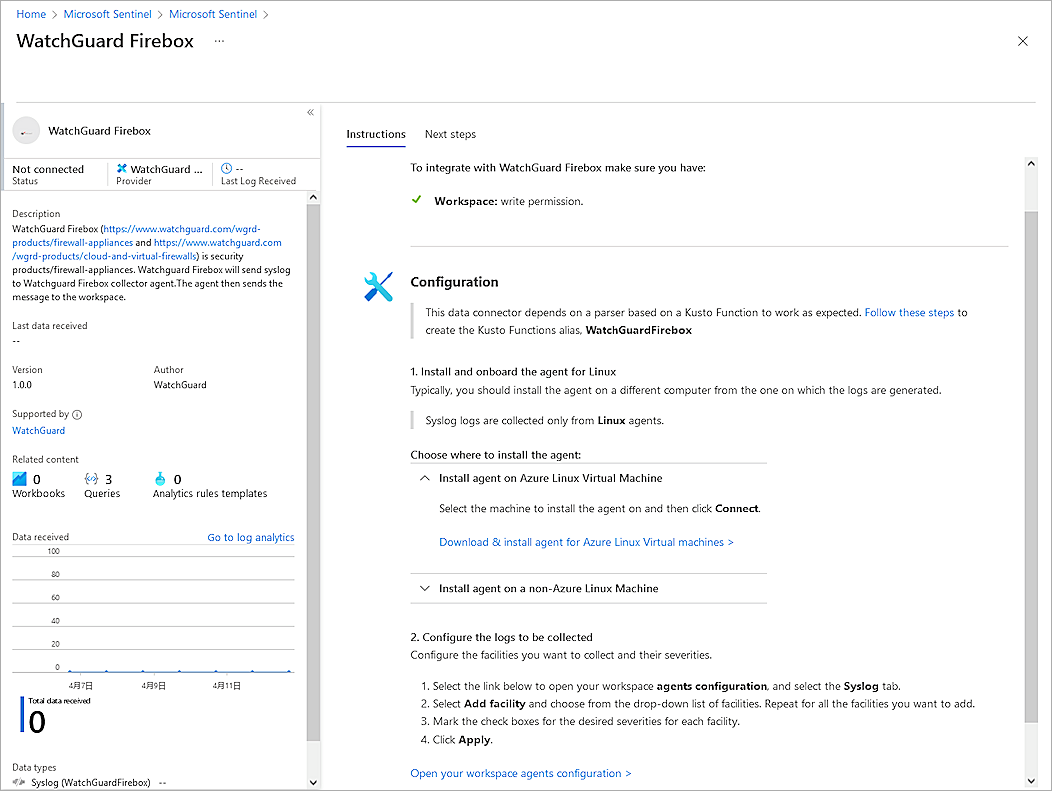 Home > Microsoft Sentinel > Microsoft Sentinel >
WatchGuard Firebox ...
WatchGuard Firebox
Not connected
Status
WatchGuard ...
Provider
--
Last Log Received
Description
WatchGuard Firebox (https://www.watchguard.com/wgrd-
products/firewall-appliances and https://www.watchguard.com
/wgrd-products/cloud-and-virtual-firewalls) is security
products/firewall-appliances. Watchguard Firebox will send syslog
to Watchguard Firebox collector agent.The agent then sends the
message to the workspace.
Last data received
--
Version
1.0.0
Author
WatchGuard
Supported by
WatchGuard
Related content
0
Workbooks
3
Queries
0
Analytics rules templates
Data received
Go to log analytics
100
80
60
40
20
0
4月7日 4月9日 4月11日
Total data received
0
Data types
Syslog (WatchGuardFirebox) --
Instructions Next steps
To integrate with WatchGuard Firebox make sure you have:
Workspace: write permission.
Configuration
This data connector depends on a parser based on a Kusto Function to work as expected. Follow these steps to
create the Kusto Functions alias, WatchGuardFirebox
1. Install and onboard the agent for Linux
Typically, you should install the agent on a different computer from the one on which the logs are generated.
Syslog logs are collected only from Linux agents.
Choose where to install the agent:
Install agent on Azure Linux Virtual Machine
Select the machine to install the agent on and then click Connect.
Download & install agent for Azure Linux Virtual machines >
Install agent on a non-Azure Linux Machine
2. Configure the logs to be collected
Configure the facilities you want to collect and their severities.
1. Select the link below to open your workspace agents configuration, and select the Syslog tab.
2. Select Add facility and choose from the drop-down list of facilities. Repeat for all the facilities you want to add.
3. Mark the check boxes for the desired severities for each facility.
4. Click Apply.
Open your workspace agents configuration >